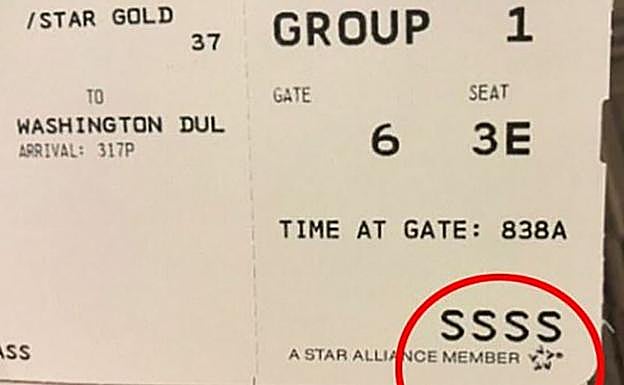 /STAR GOLD
37
TO
WASHINGTON DUL
ARRIVAL: 317P
ASS
GROUP 1
GATE SEAT
6 3E
TIME AT GATE: 838A
SSSS
A STAR ALLIANCE MEMBER